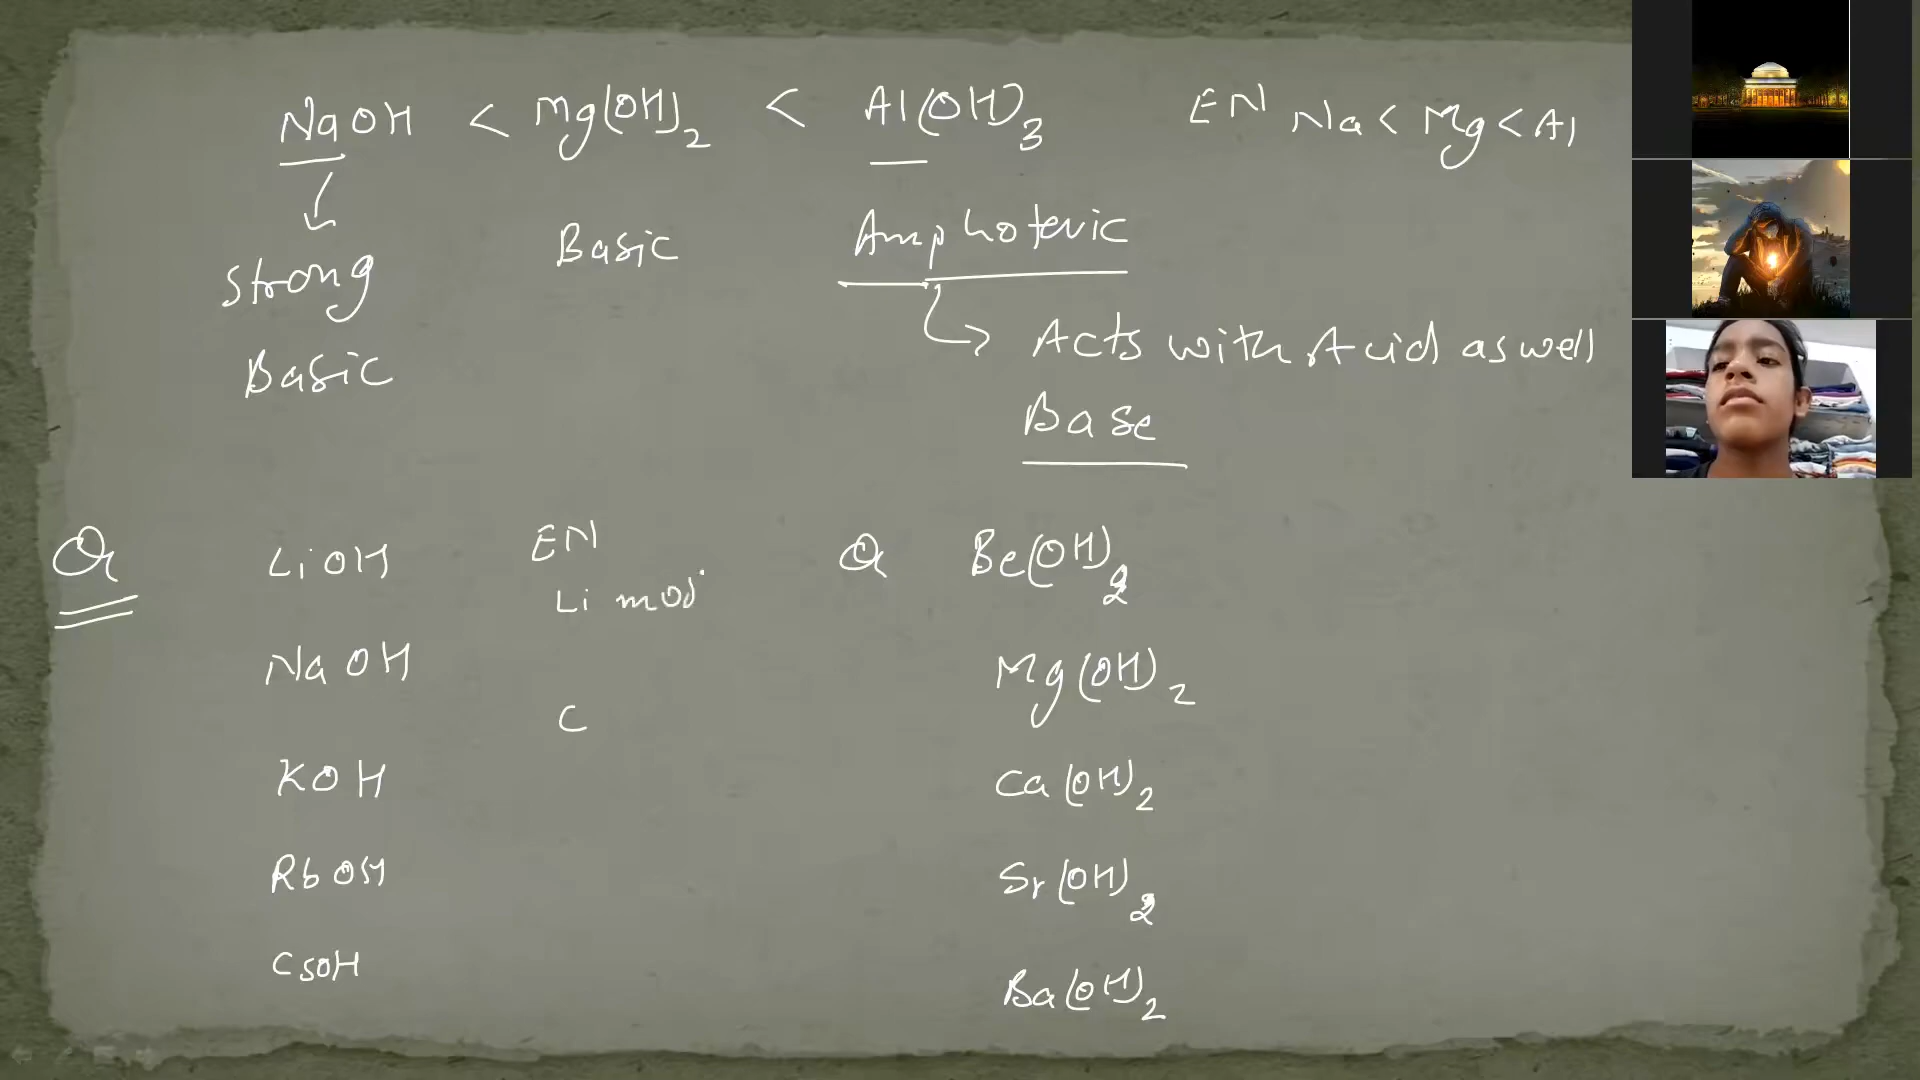 NaOH < Mg(OH)2 < Al(OH)3 EN Na < Mg < Al
Strong
Basic
Basic
Amphoteric
Acts with Acid as well
Base
Q
LiOH
NaOH
KOH
RbOH
CsOH
EN
Li
C
Q Be(OH)2
Mg(OH)2
Ca(OH)2
Sr(OH)2
Ba(OH)2